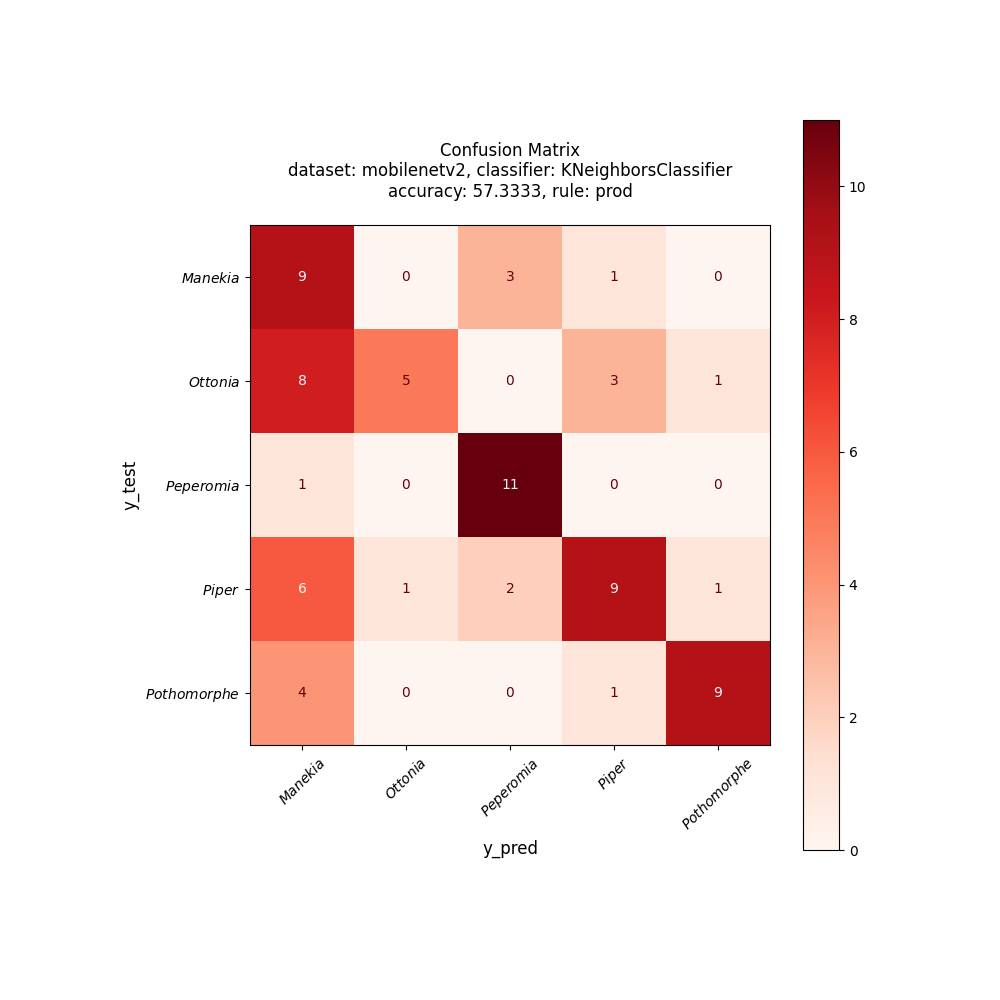 Confusion Matrix
dataset: mobilenetv2, classifier: KNeighborsClassifier
accuracy: 57.3333, rule: prod
y_test
Manekia 9 0 3 1 0
Ottonia 8 5 0 3 1
Peperomia 1 0 11 0 0
Piper 6 1 2 9 1
Pothomorphe 4 0 0 1 9
Manekia Ottonia Peperomia Piper Pothomorphe
y_pred
10
8
6
4
2
0